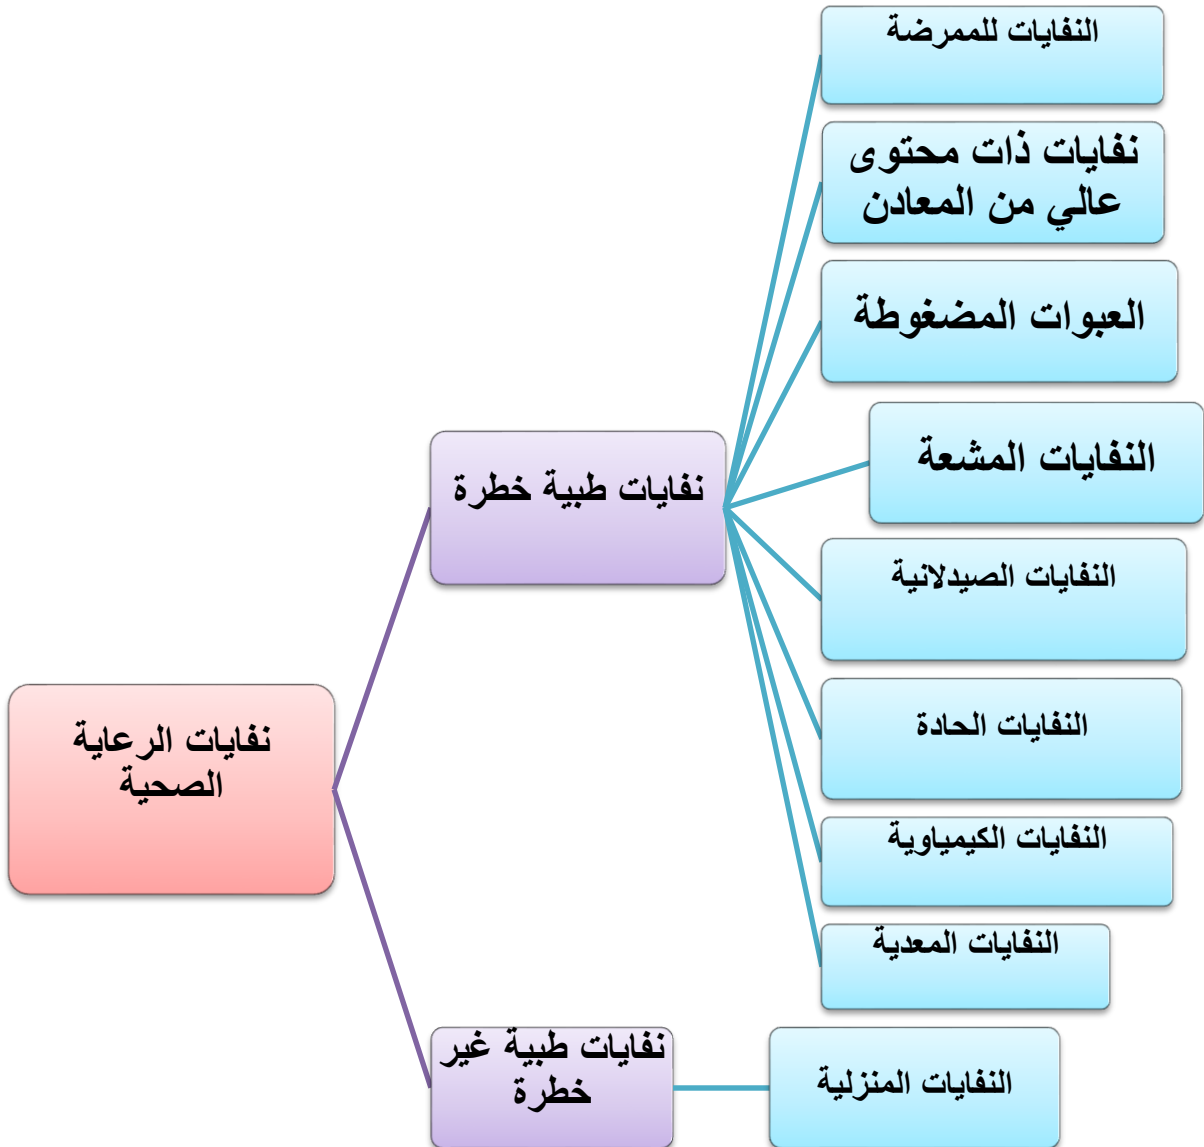 نفايات الرعاية
الصحية
نفايات طبية خطرة
النفايات للممرضة
نفايات ذات محتوى
عالي من المعادن
العبوات المضغوطة
النفايات المشعة
النفايات الصيدلانية
النفايات الحادة
النفايات الكيمياوية
النفايات المعدية
نفايات طبية غير
خطرة
النفايات المنزلية